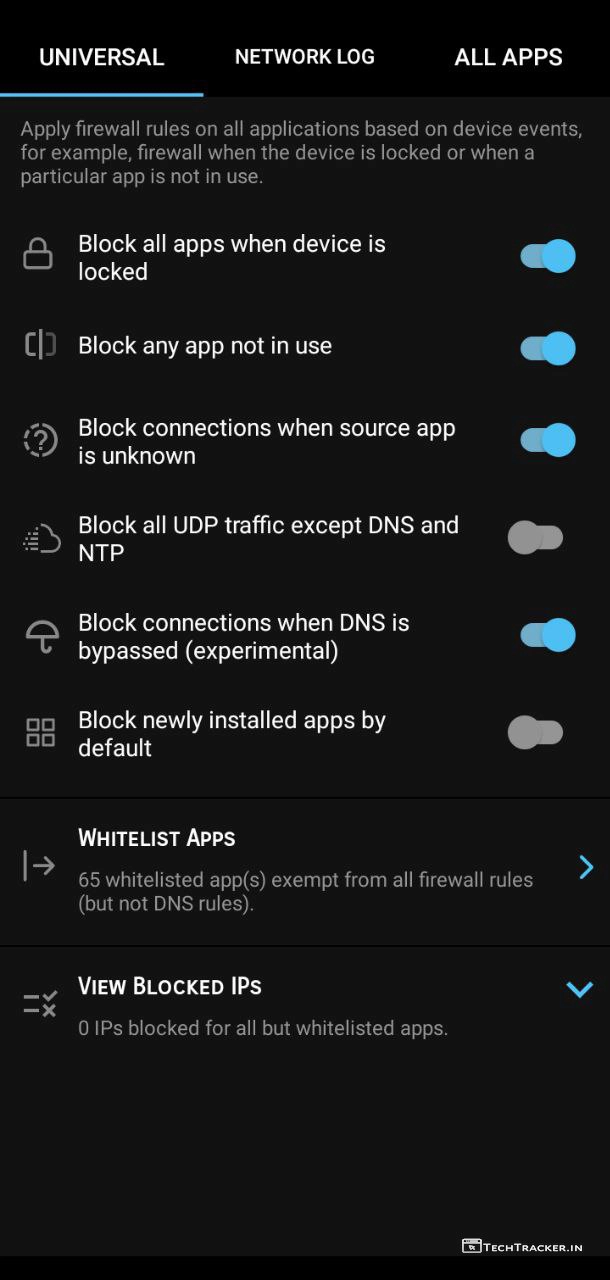 UNIVERSAL NETWORK LOG ALL APPS
Apply firewall rules on all applications based on device events,
for example, firewall when the device is locked or when a
particular app is not in use.
Block all apps when device is
locked
Block any app not in use
Block connections when source app
is unknown
Block all UDP traffic except DNS and
NTP
Block connections when DNS is
bypassed (experimental)
Block newly installed apps by
default
WHITELIST APPS
65 whitelisted app(s) exempt from all firewall rules
(but not DNS rules).
VIEW BLOCKED IPS
0 IPs blocked for all but whitelisted apps.
TECHTRACKER.IN